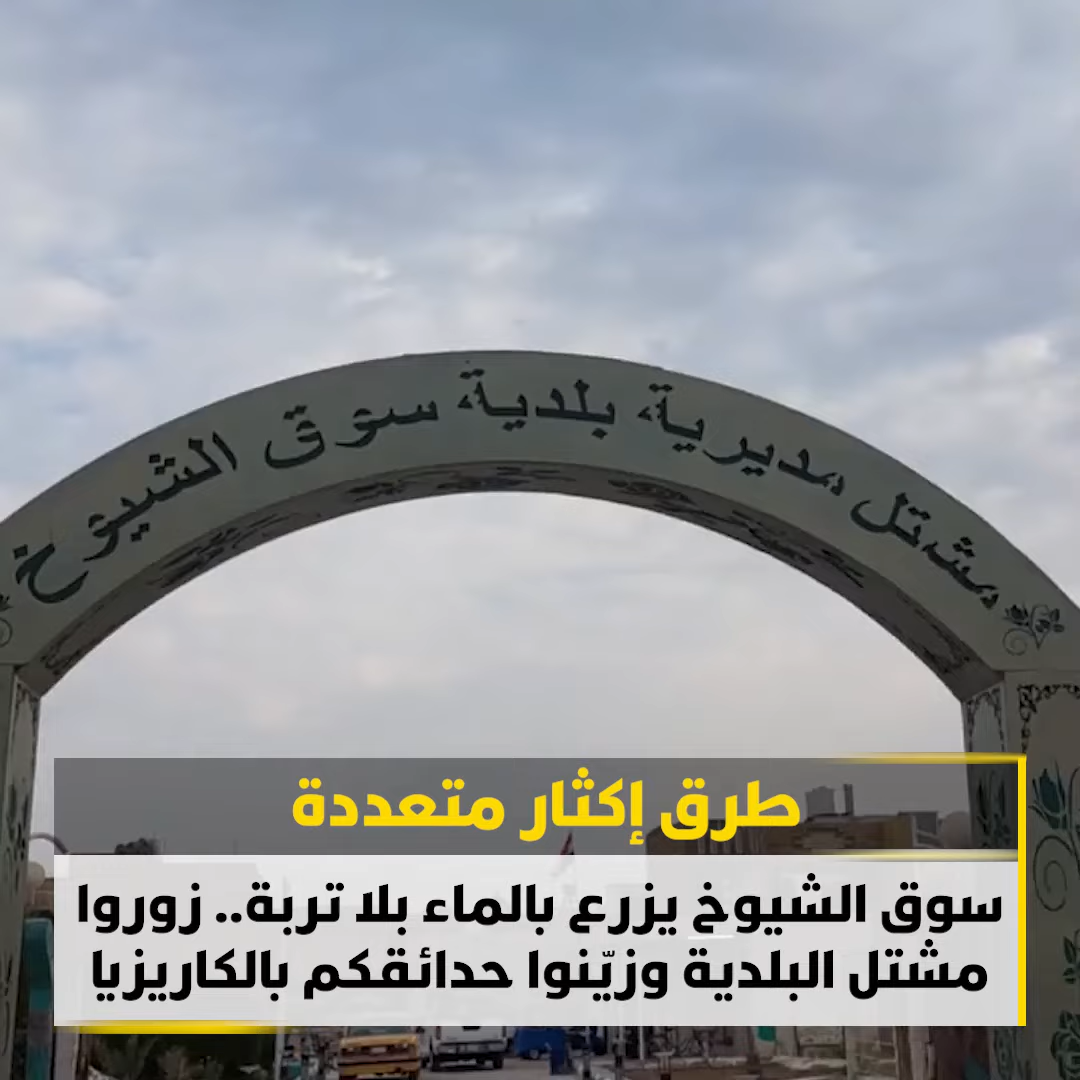 مشتل مديرية بلدية سوق الشيوخ
طرق إكثار متعددة
سوق الشيوخ يزرع بالماء بلا تربة.. زوروا
مشتل البلدية وزيّنوا حدائقكم بالكاريزيا